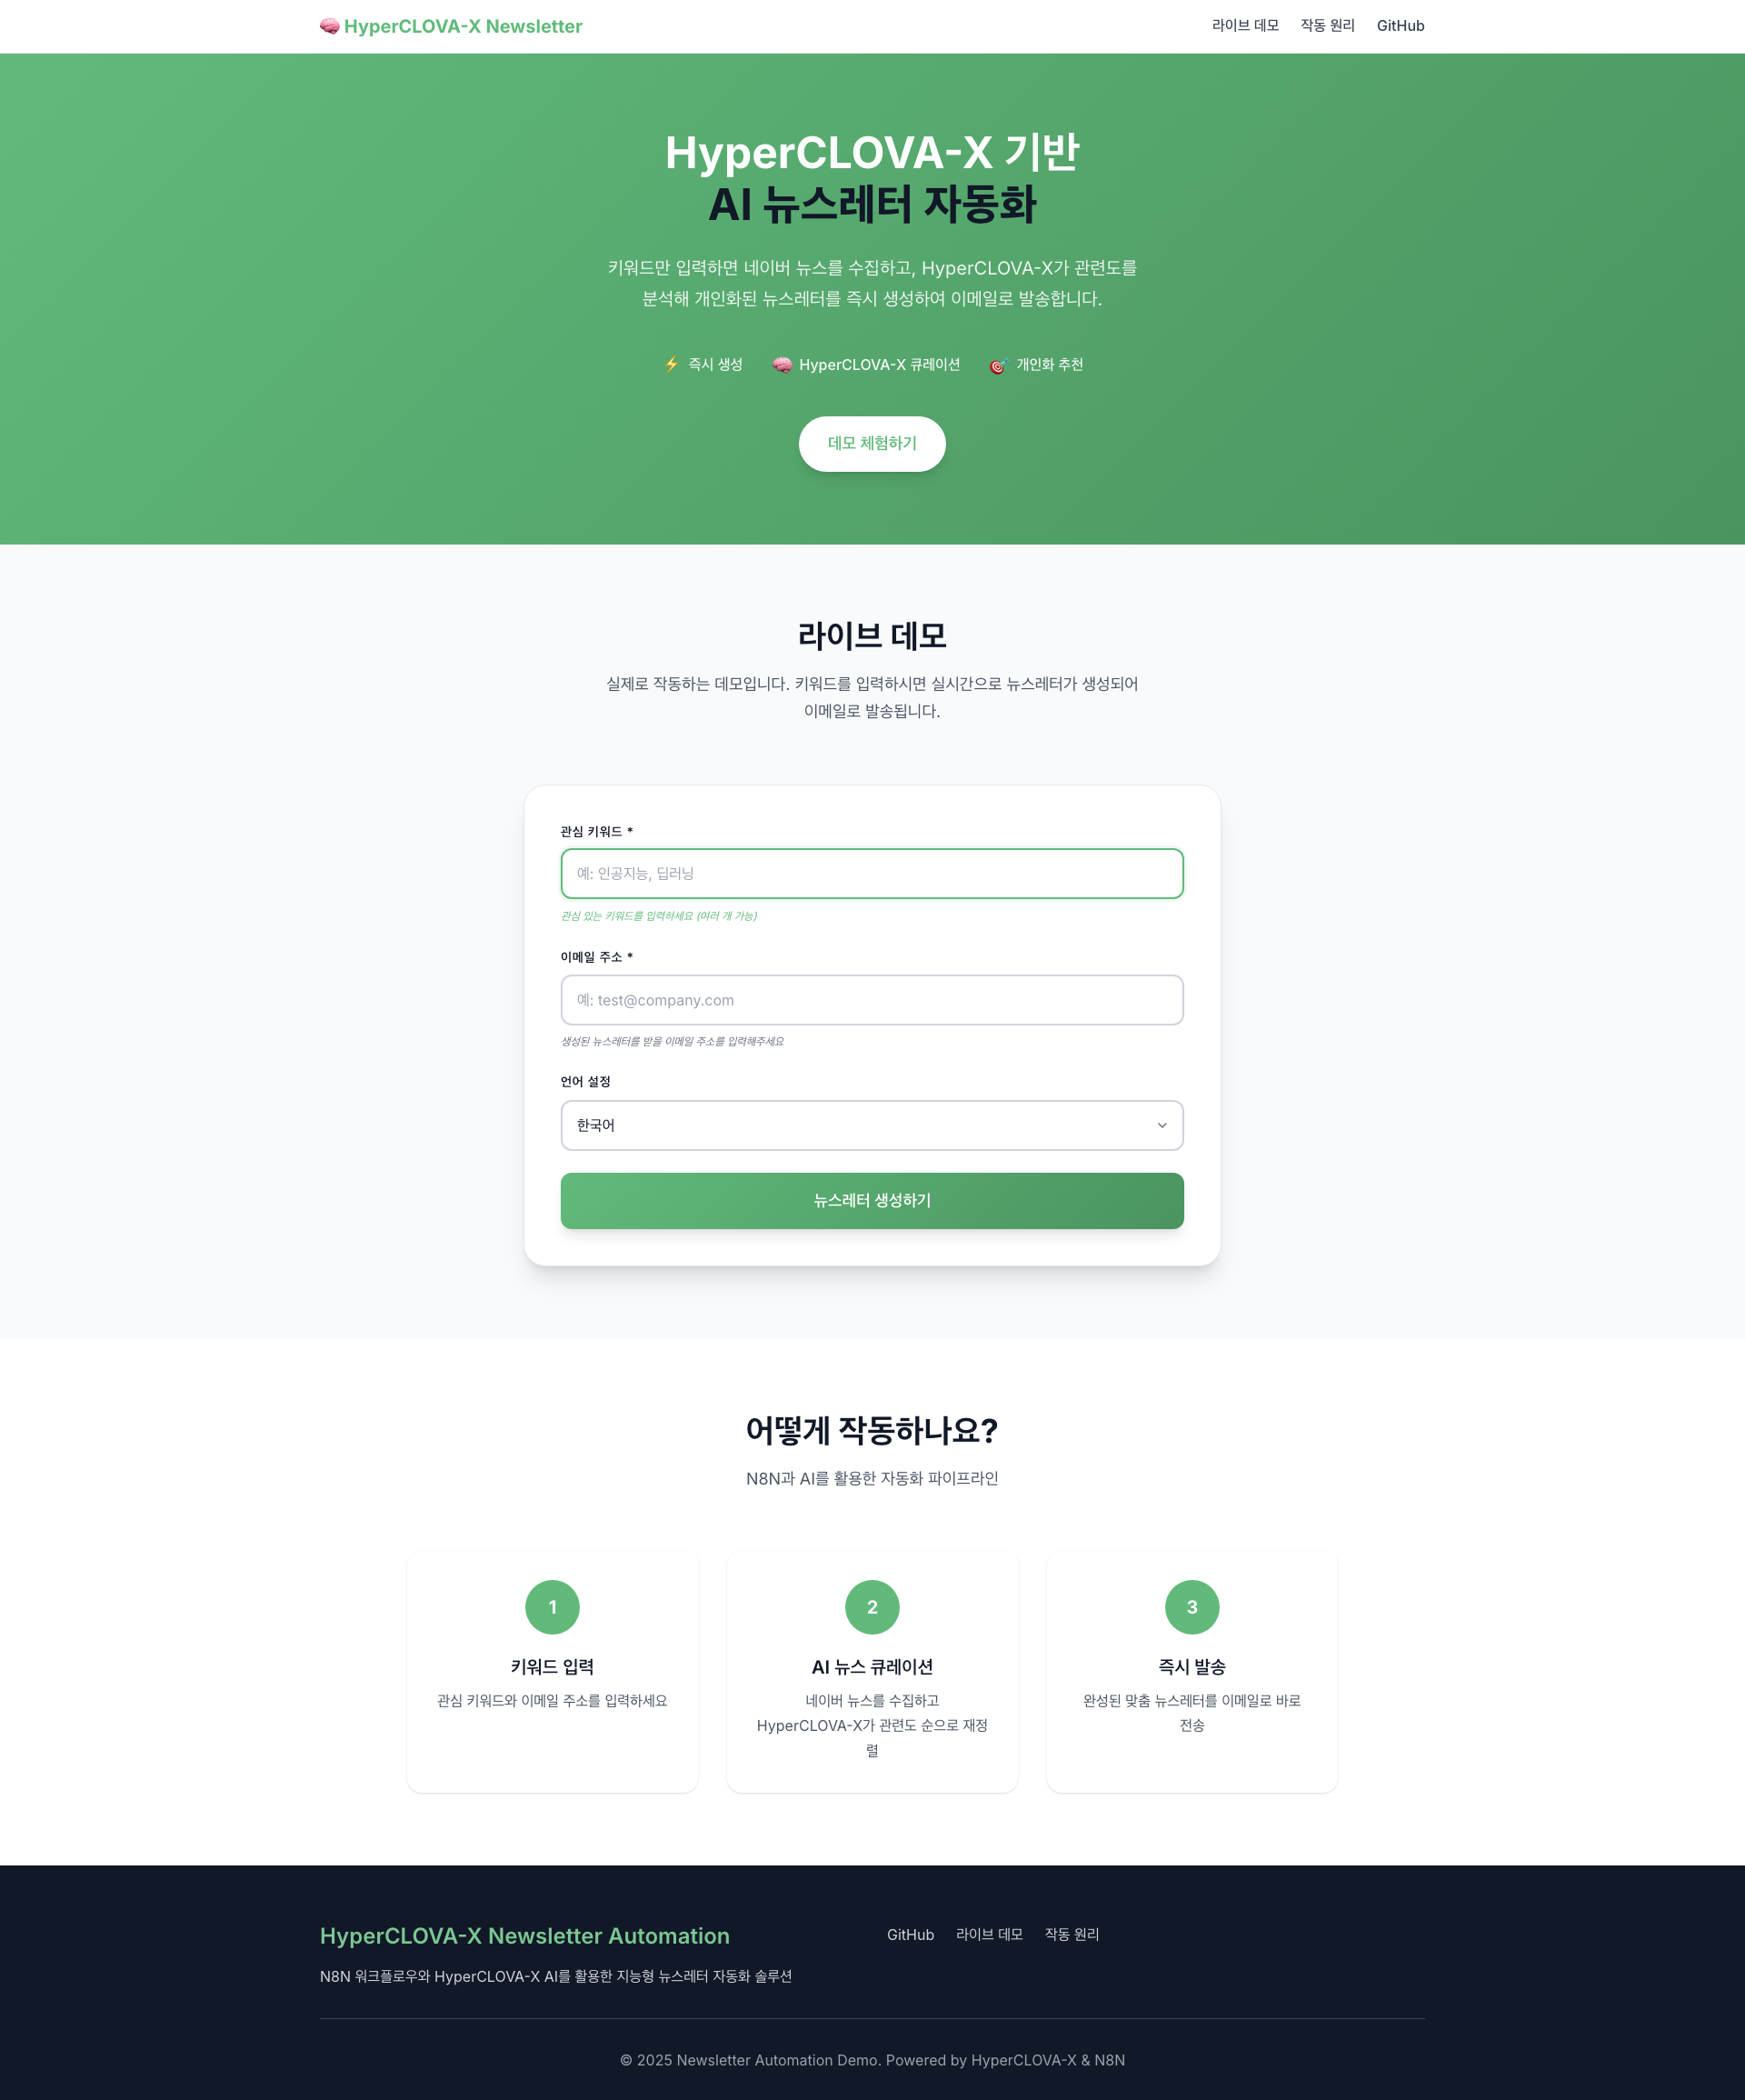 HyperCLOVA-X Newsletter
라이브 데모 작동 원리 GitHub
HyperCLOVA-X 기반
AI 뉴스레터 자동화
키워드만 입력하면 네이버 뉴스를 수집하고, HyperCLOVA-X가 관련도를
분석해 개인화된 뉴스레터를 즉시 생성하여 이메일로 발송합니다.
즉시 생성 HyperCLOVA-X 큐레이션 개인화 추천
데모 체험하기
라이브 데모
실제로 작동하는 데모입니다. 키워드를 입력하시면 실시간으로 뉴스레터가 생성되어
이메일로 발송됩니다.
관심 키워드 *
예: 인공지능, 딥러닝
관심 있는 키워드를 입력하세요 (여러 개 가능)
이메일 주소 *
예: test@company.com
생성된 뉴스레터를 받을 이메일 주소를 입력해주세요
언어 설정
한국어
뉴스레터 생성하기
어떻게 작동하나요?
N8N과 AI를 활용한 자동화 파이프라인
1
키워드 입력
관심 키워드와 이메일 주소를 입력하세요
2
AI 뉴스 큐레이션
네이버 뉴스를 수집하고
HyperCLOVA-X가 관련도 순으로 재정
렬
3
즉시 발송
완성된 맞춤 뉴스레터를 이메일로 바로
전송
HyperCLOVA-X Newsletter Automation
N8N 워크플로우와 HyperCLOVA-X AI를 활용한 지능형 뉴스레터 자동화 솔루션
GitHub 라이브 데모 작동 원리
© 2025 Newsletter Automation Demo. Powered by HyperCLOVA-X & N8N